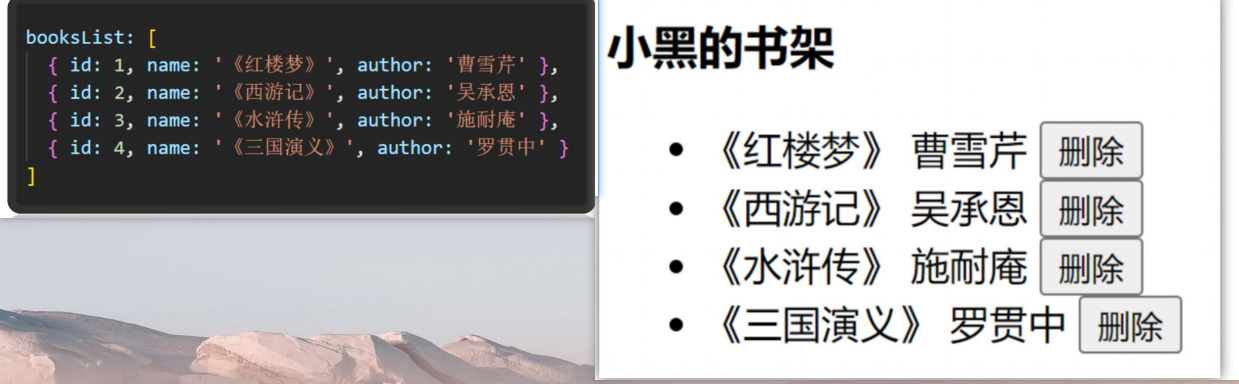 booksList: [
{ id: 1, name: '《红楼梦》', author: '曹雪芹' },
{ id: 2, name: '《西游记》', author: '吴承恩' },
{ id: 3, name: '《水浒传》', author: '施耐庵' },
{ id: 4, name: '《三国演义》', author: '罗贯中' }
]
小黑的书架
• 《红楼梦》 曹雪芹 删除
• 《西游记》 吴承恩 删除
• 《水浒传》 施耐庵 删除
• 《三国演义》 罗贯中 删除